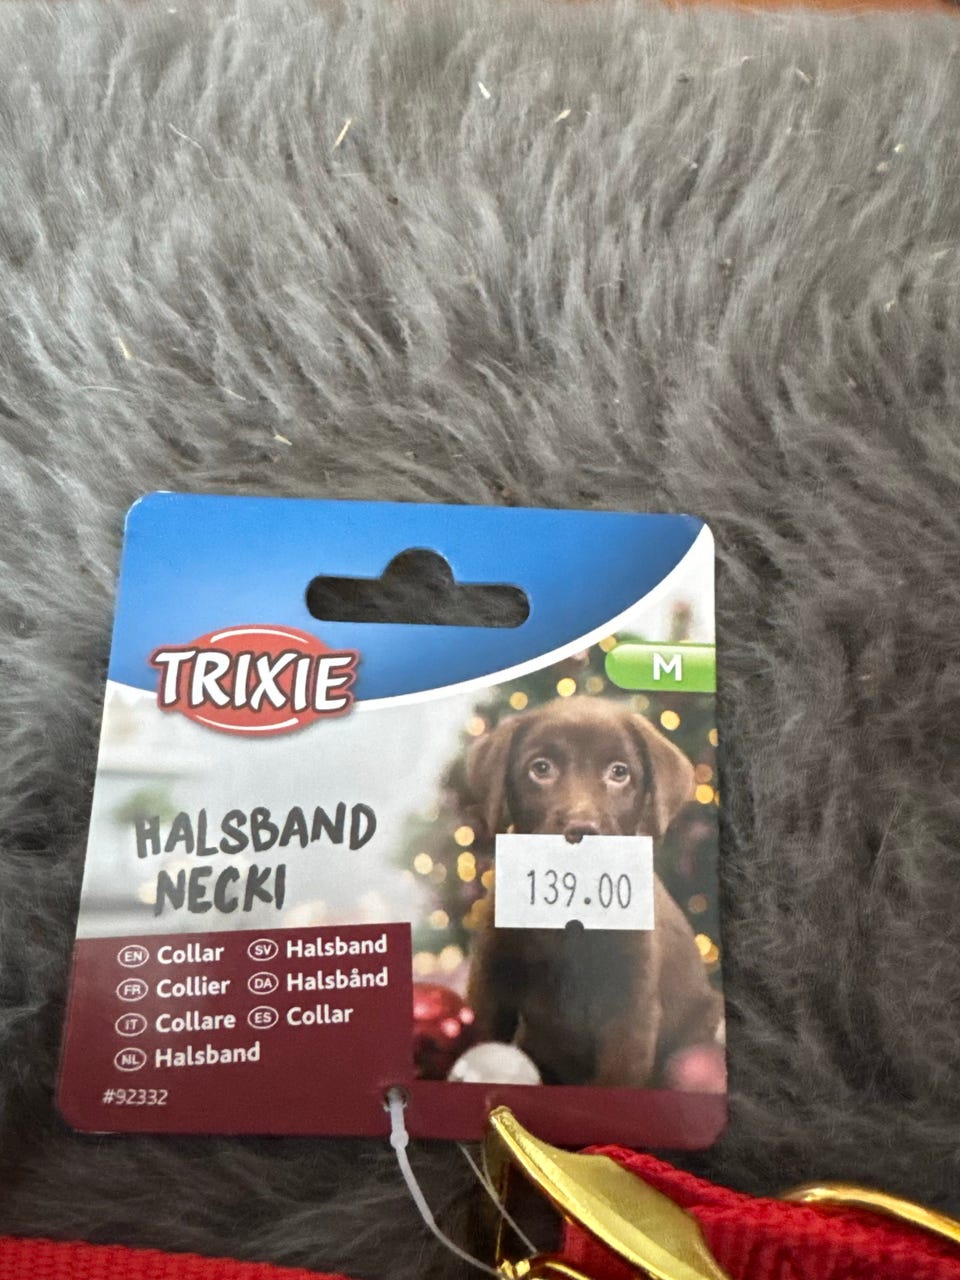 TRIXIE
M
HALSBAND
NECKI
139.00
EN Collar SV Halsband
FR Collier DA Halsbånd
IT Collare ES Collar
NL Halsband
#92332